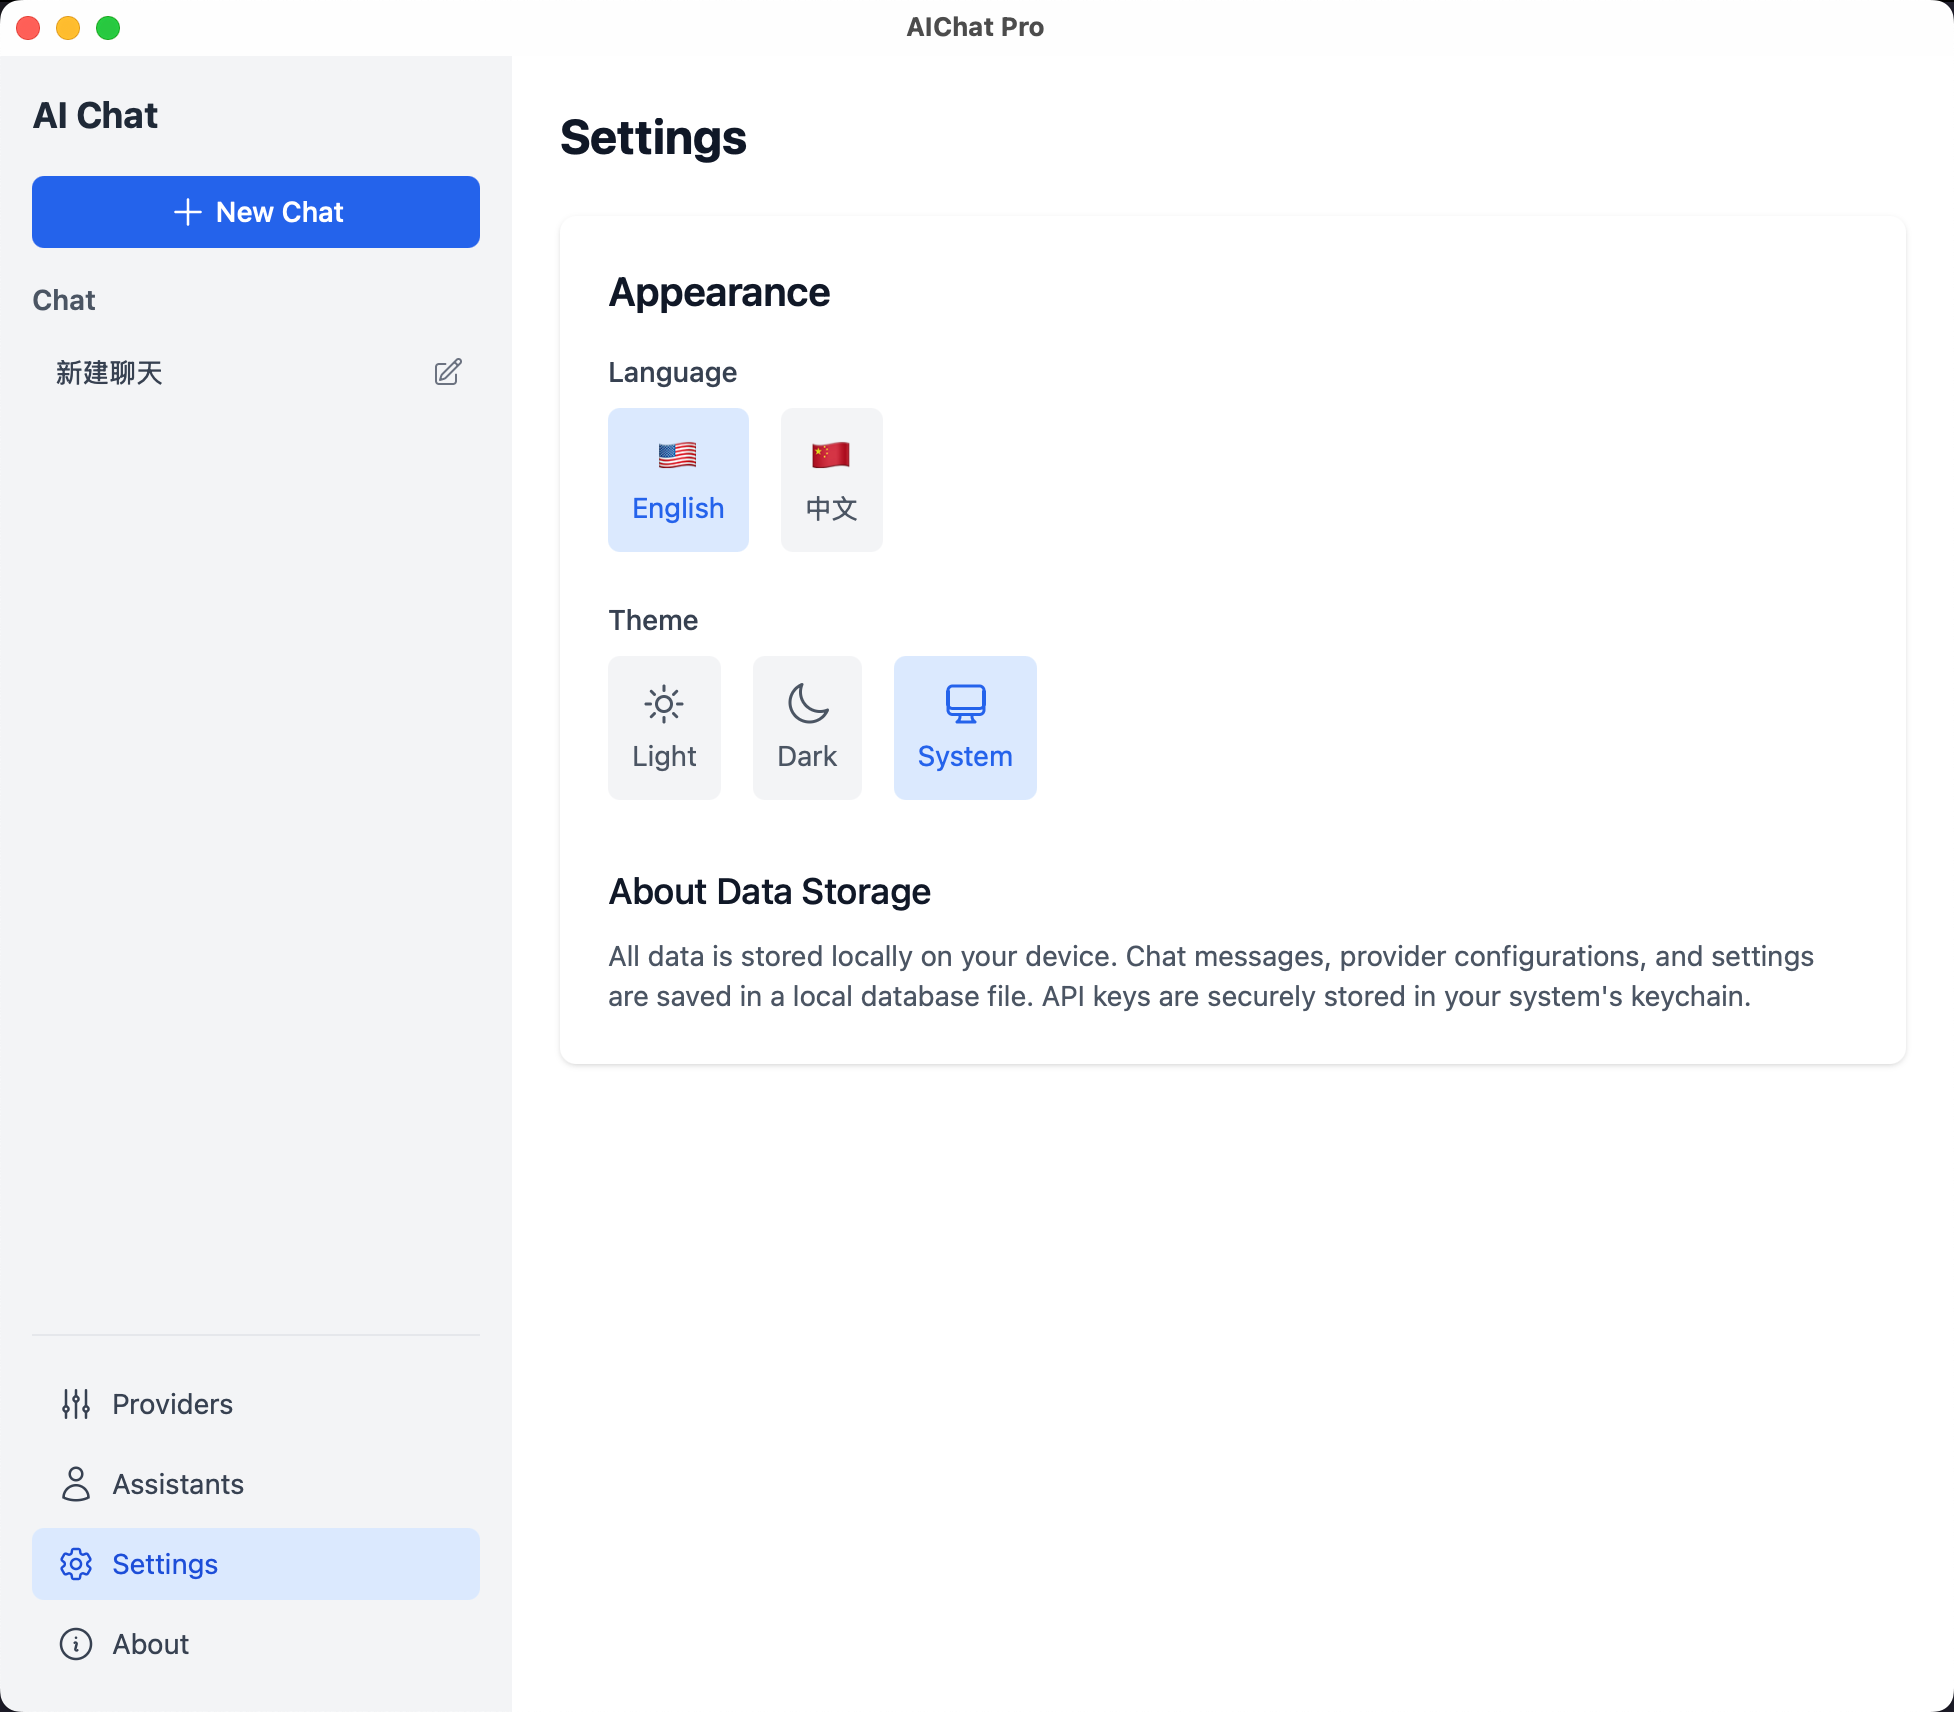 AIChat Pro
AI Chat
New Chat
Chat
新建聊天
Providers
Assistants
Settings
About
Settings
Appearance
Language
English
中文
Theme
Light
Dark
System
About Data Storage
All data is stored locally on your device. Chat messages, provider configurations, and settings
are saved in a local database file. API keys are securely stored in your system's keychain.